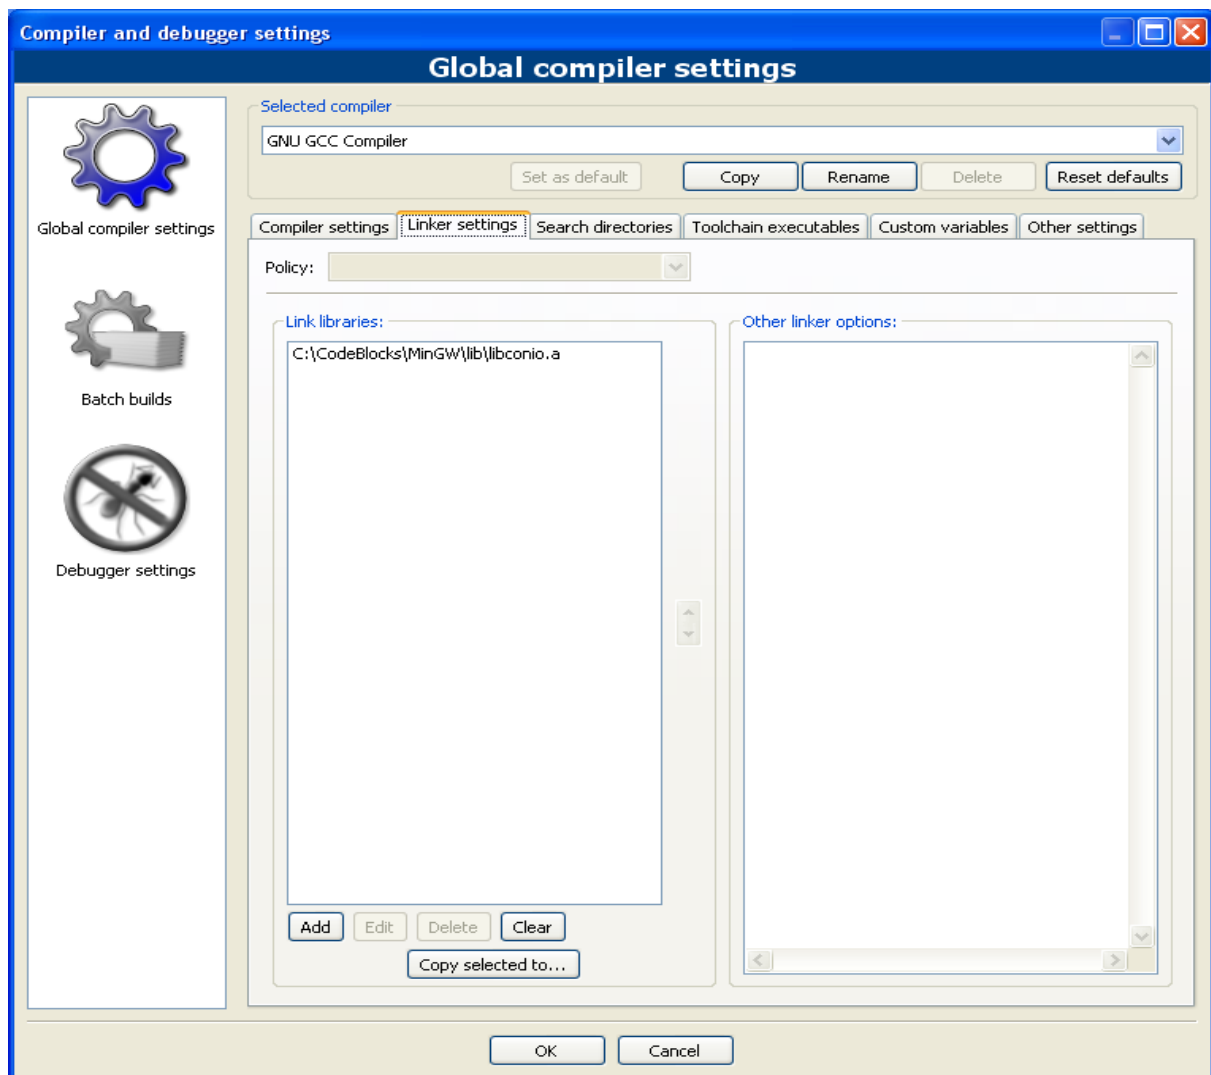 Compiler and debugger settings
Global compiler settings
Global compiler settings
Batch builds
Debugger settings
Selected compiler
GNU GCC Compiler
Set as default Copy Rename Delete Reset defaults
Compiler settings Linker settings Search directories Toolchain executables Custom variables Other settings
Policy:
Link libraries:
C:\CodeBlocks\MinGW\lib\libconio.a
Add Edit Delete Clear
Copy selected to...
Other linker options:
OK Cancel